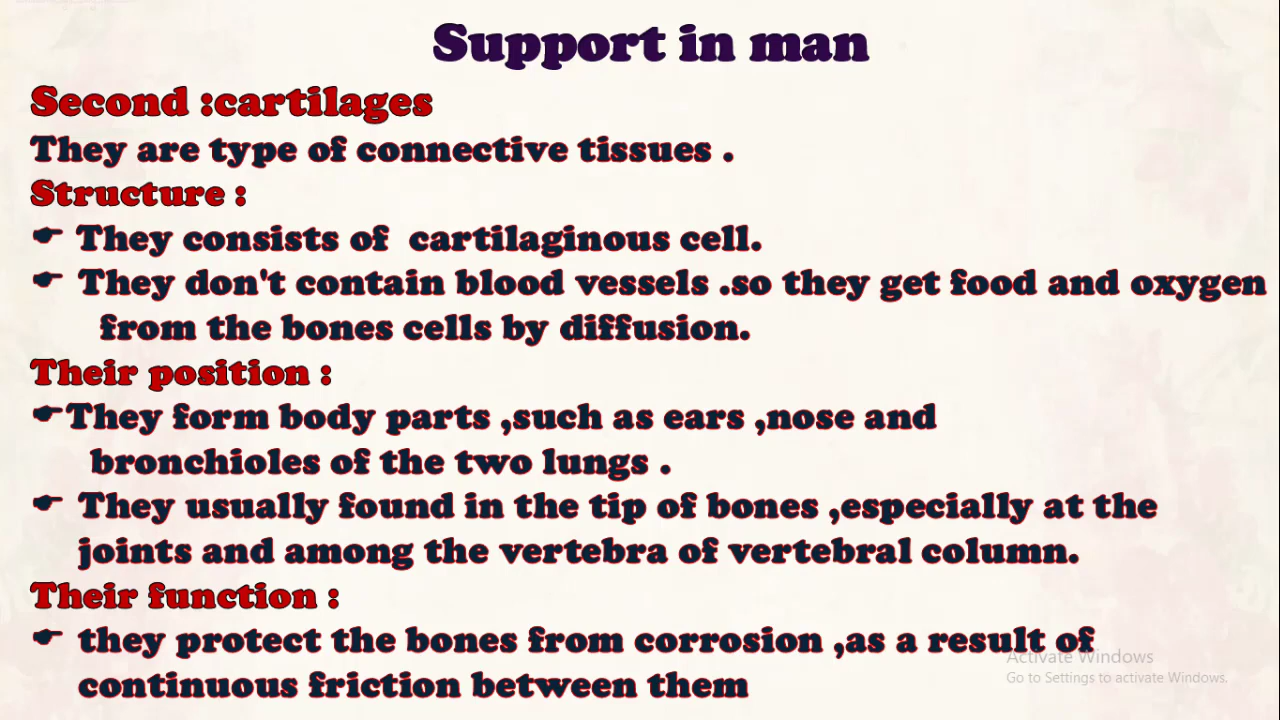 Support in man
Second :cartilages
They are type of connective tissues .
Structure :
☛ They consists of cartilaginous cell.
☛ They don't contain blood vessels .so they get food and oxygen
from the bones cells by diffusion.
Their position :
☛They form body parts ,such as ears ,nose and
bronchioles of the two lungs .
☛ They usually found in the tip of bones ,especially at the
joints and among the vertebra of vertebral column.
Their function :
☛ they protect the bones from corrosion ,as a result of
continuous friction between them
Activate Windows
Go to Settings to activate Windows.